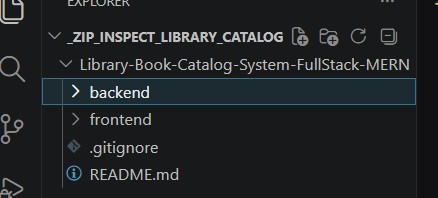 EXPLORER
_ZIP_INSPECT_LIBRARY_CATALOG
Library-Book-Catalog-System-FullStack-MERN
backend
frontend
.gitignore
README.md